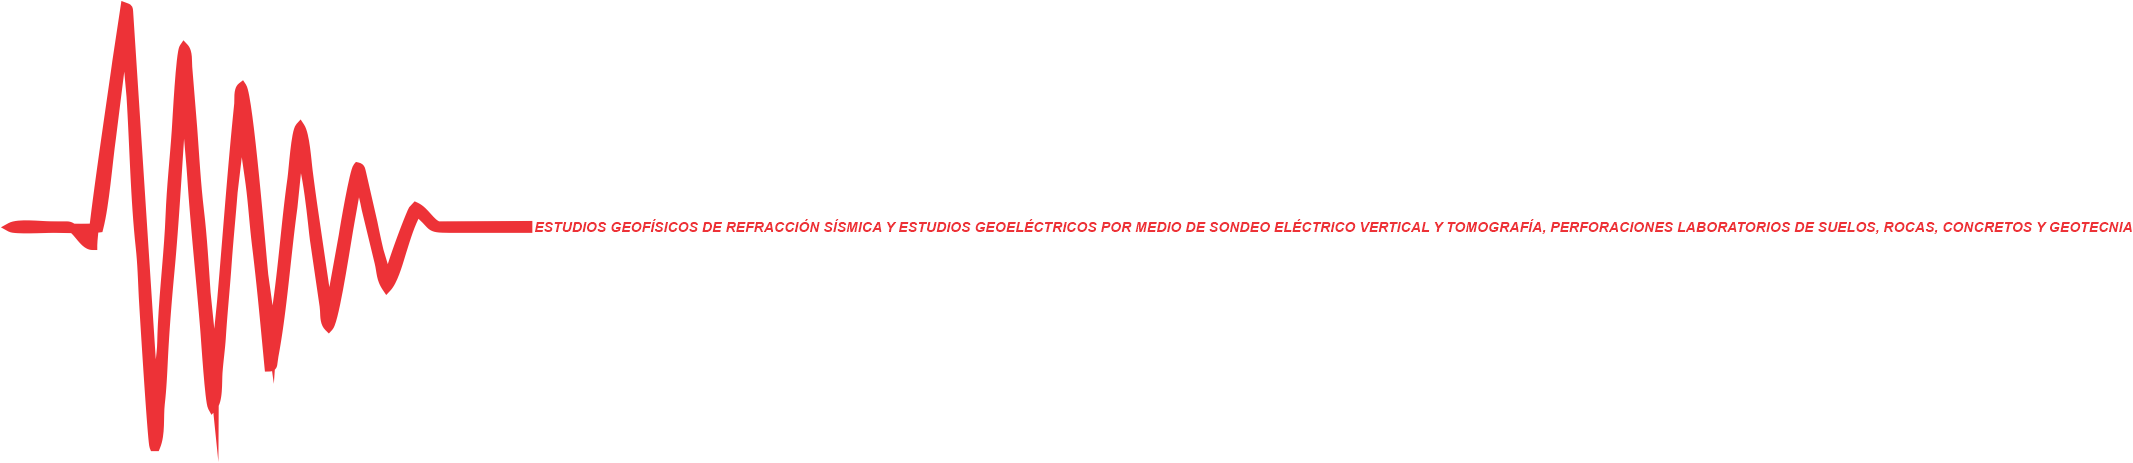 ESTUDIOS GEOFÍSICOS DE REFRACCIÓN SÍSMICA Y ESTUDIOS GEOELÉCTRICOS POR MEDIO DE SONDEO ELÉCTRICO VERTICAL Y TOMOGRAFÍA, PERFORACIONES LABORATORIOS DE SUELOS, ROCAS, CONCRETOS Y GEOTECNIA